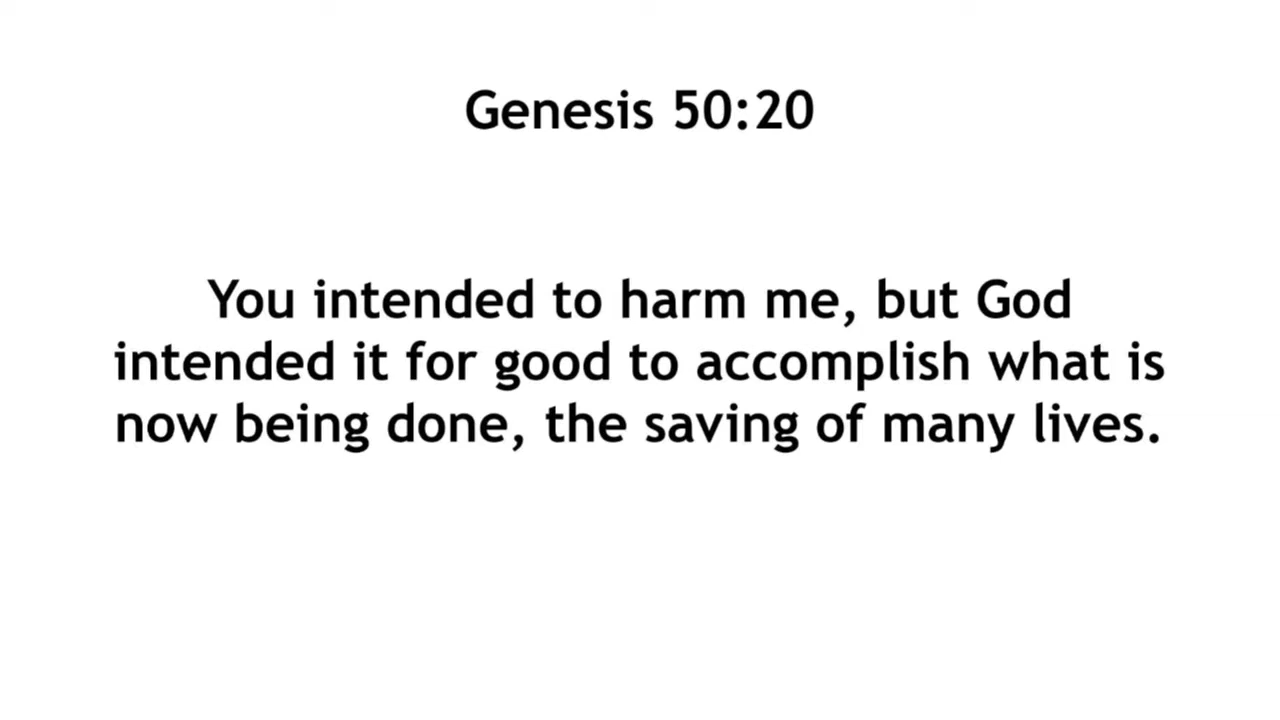 Genesis 50:20
You intended to harm me, but God
intended it for good to accomplish what is
now being done, the saving of many lives.